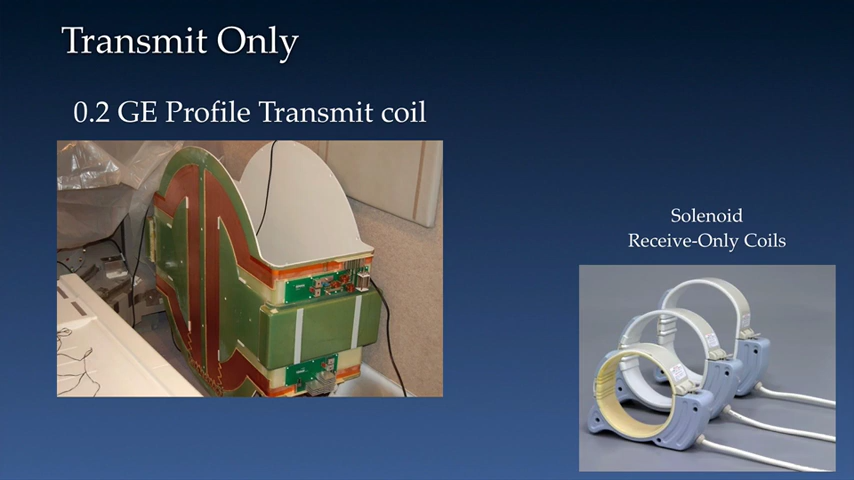 Transmit Only
0.2 GE Profile Transmit coil
Solenoid
Receive-Only Coils